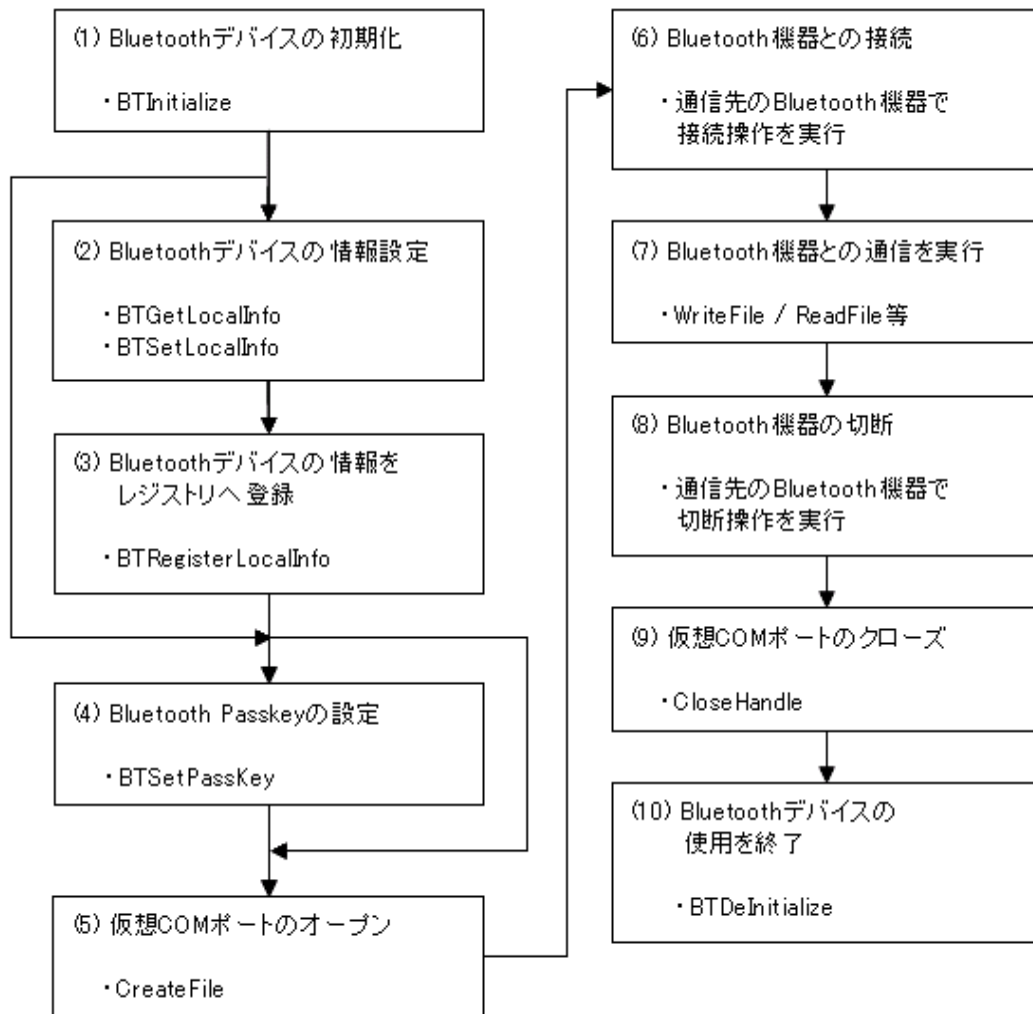 (1) Bluetoothデバイスの初期化
・BTInitialize
(2) Bluetoothデバイスの情報設定
・BTGetLocalInfo
・BTSetLocalInfo
(3) Bluetoothデバイスの情報を
レジストリへ登録
・BTRegisterLocalInfo
(4) Bluetooth Passkeyの設定
・BTSetPassKey
(5) 仮想COMポートのオープン
・CreateFile
(6) Bluetooth機器との接続
・通信先のBluetooth機器で
接続操作を実行
(7) Bluetooth機器との通信を実行
・WriteFile / ReadFile等
(8) Bluetooth機器の切断
・通信先のBluetooth機器で
切断操作を実行
(9) 仮想COMポートのクローズ
・CloseHandle
(10) Bluetoothデバイスの
使用を終了
・BTDeInitialize